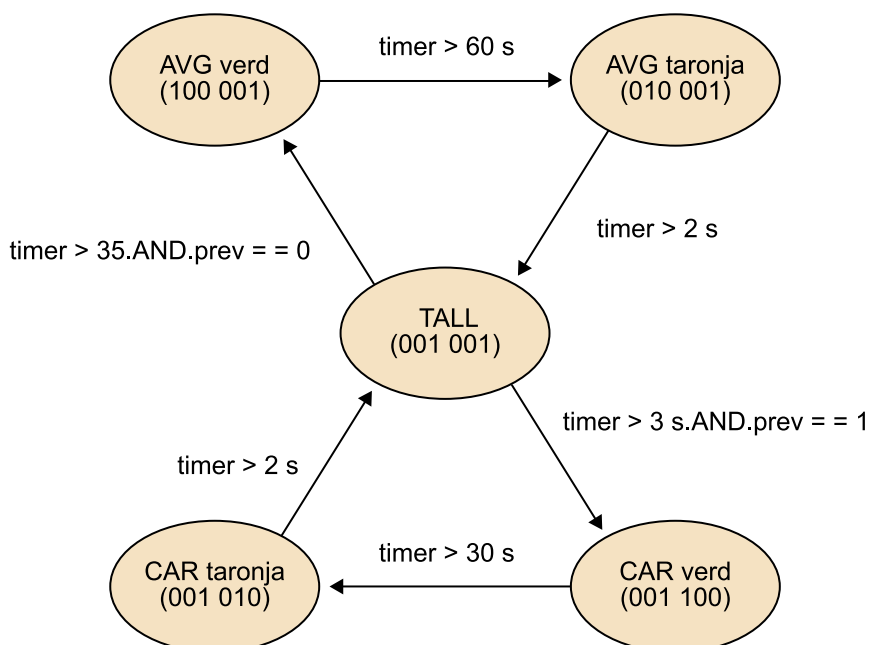 AVG verd
(100 001)
timer > 60 s
AVG taronja
(010 001)
timer > 35.AND.prev = = 0
timer > 2 s
TALL
(001 001)
timer > 2 s
timer > 3 s.AND.prev = = 1
CAR taronja
(001 010)
timer > 30 s
CAR verd
(001 100)